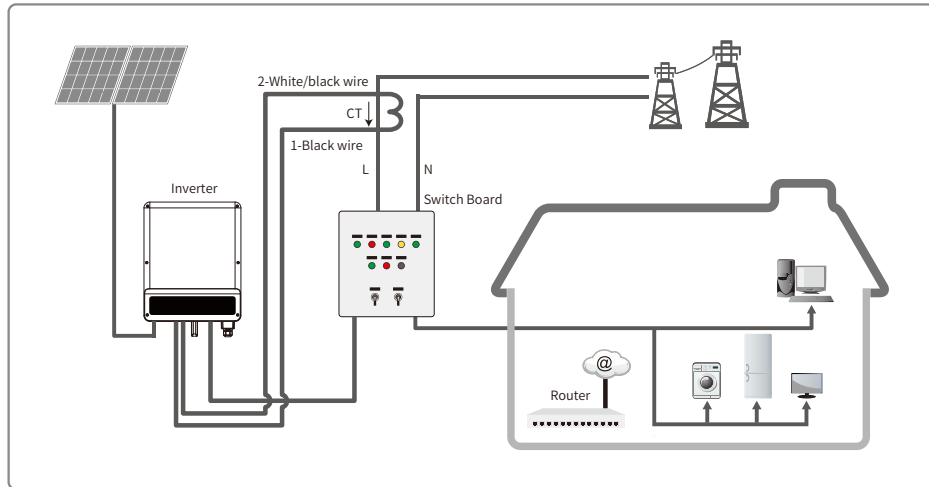 2-White/black wire
CT
1-Black wire
L
N
Switch Board
Inverter
@
Router